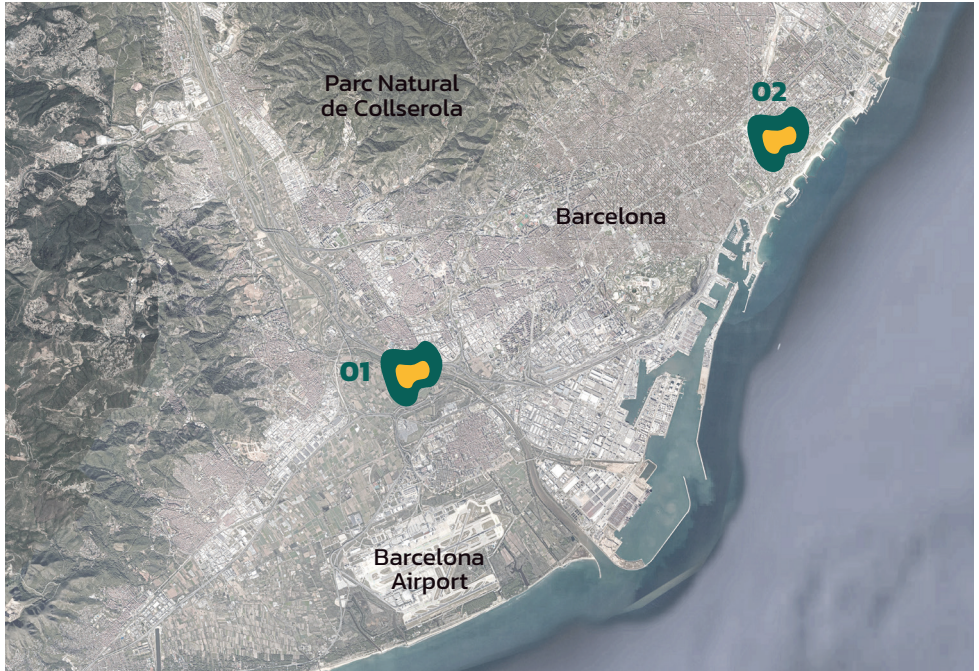 Parc Natural
de Collserola
02
Barcelona
01
Barcelona
Airport